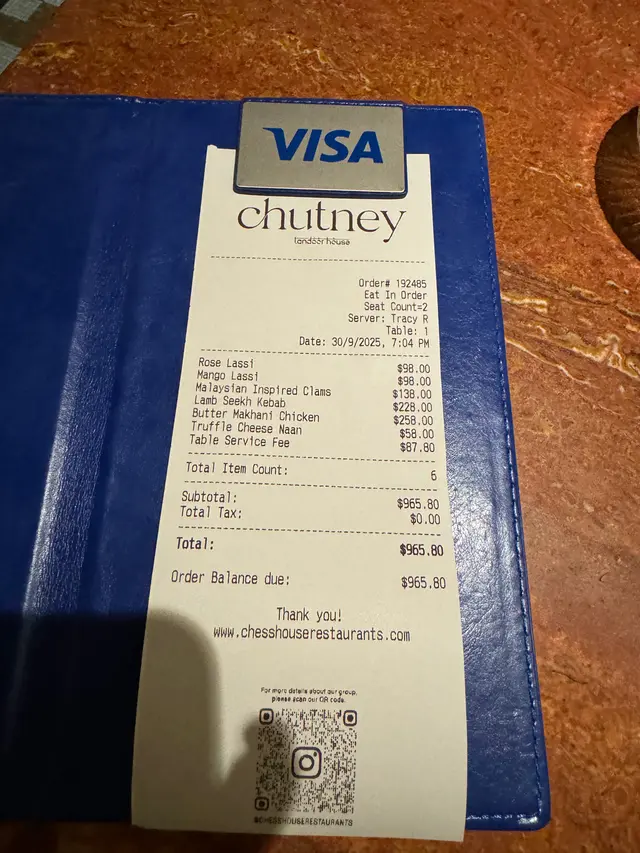 VISA
chutney
landóór house
Order# 192485
Eat In Order
Seat Count=2
Server: Tracy R
Table: 1
Date: 30/9/2025, 7:04 PM
Rose Lassi $98.00
Mango Lassi $98.00
Malaysian Inspired Clams $138.00
Lamb Seekh Kebab $228.00
Butter Makhani Chicken $258.00
Truffle Cheese Naan $58.00
Table Service Fee $87.80
Total Item Count: 6
Subtotal: $965.80
Total Tax: $0.00
Total: $965.80
Order Balance due: $965.80
Thank you!
www.chesshouserestaurants.com
For more details about our group,
please scan our QR code.
@CHESSHOUSERESTAURANTS